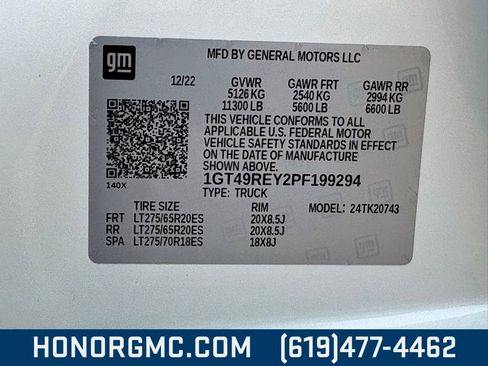 gm
MFD BY GENERAL MOTORS LLC
12/22 GVWR GAWR FRT GAWR RR
5126 KG 2540 KG 2994 KG
11300 LB 5600 LB 6600 LB
THIS VEHICLE CONFORMS TO ALL
APPLICABLE U.S. FEDERAL MOTOR
VEHICLE SAFETY STANDARDS IN
EFFECT ON THE DATE OF
MANUFACTURE SHOWN ABOVE.
1GT49REY2PF199294
140X TYPE: TRUCK
TIRE SIZE RIM MODEL: 24TK20743
FRT LT275/65R20ES 20X8.5J
RR LT275/65R20ES 20X8.5J
SPA LT275/70R18ES 18X8J
HONORGMC.COM (619)477-4462